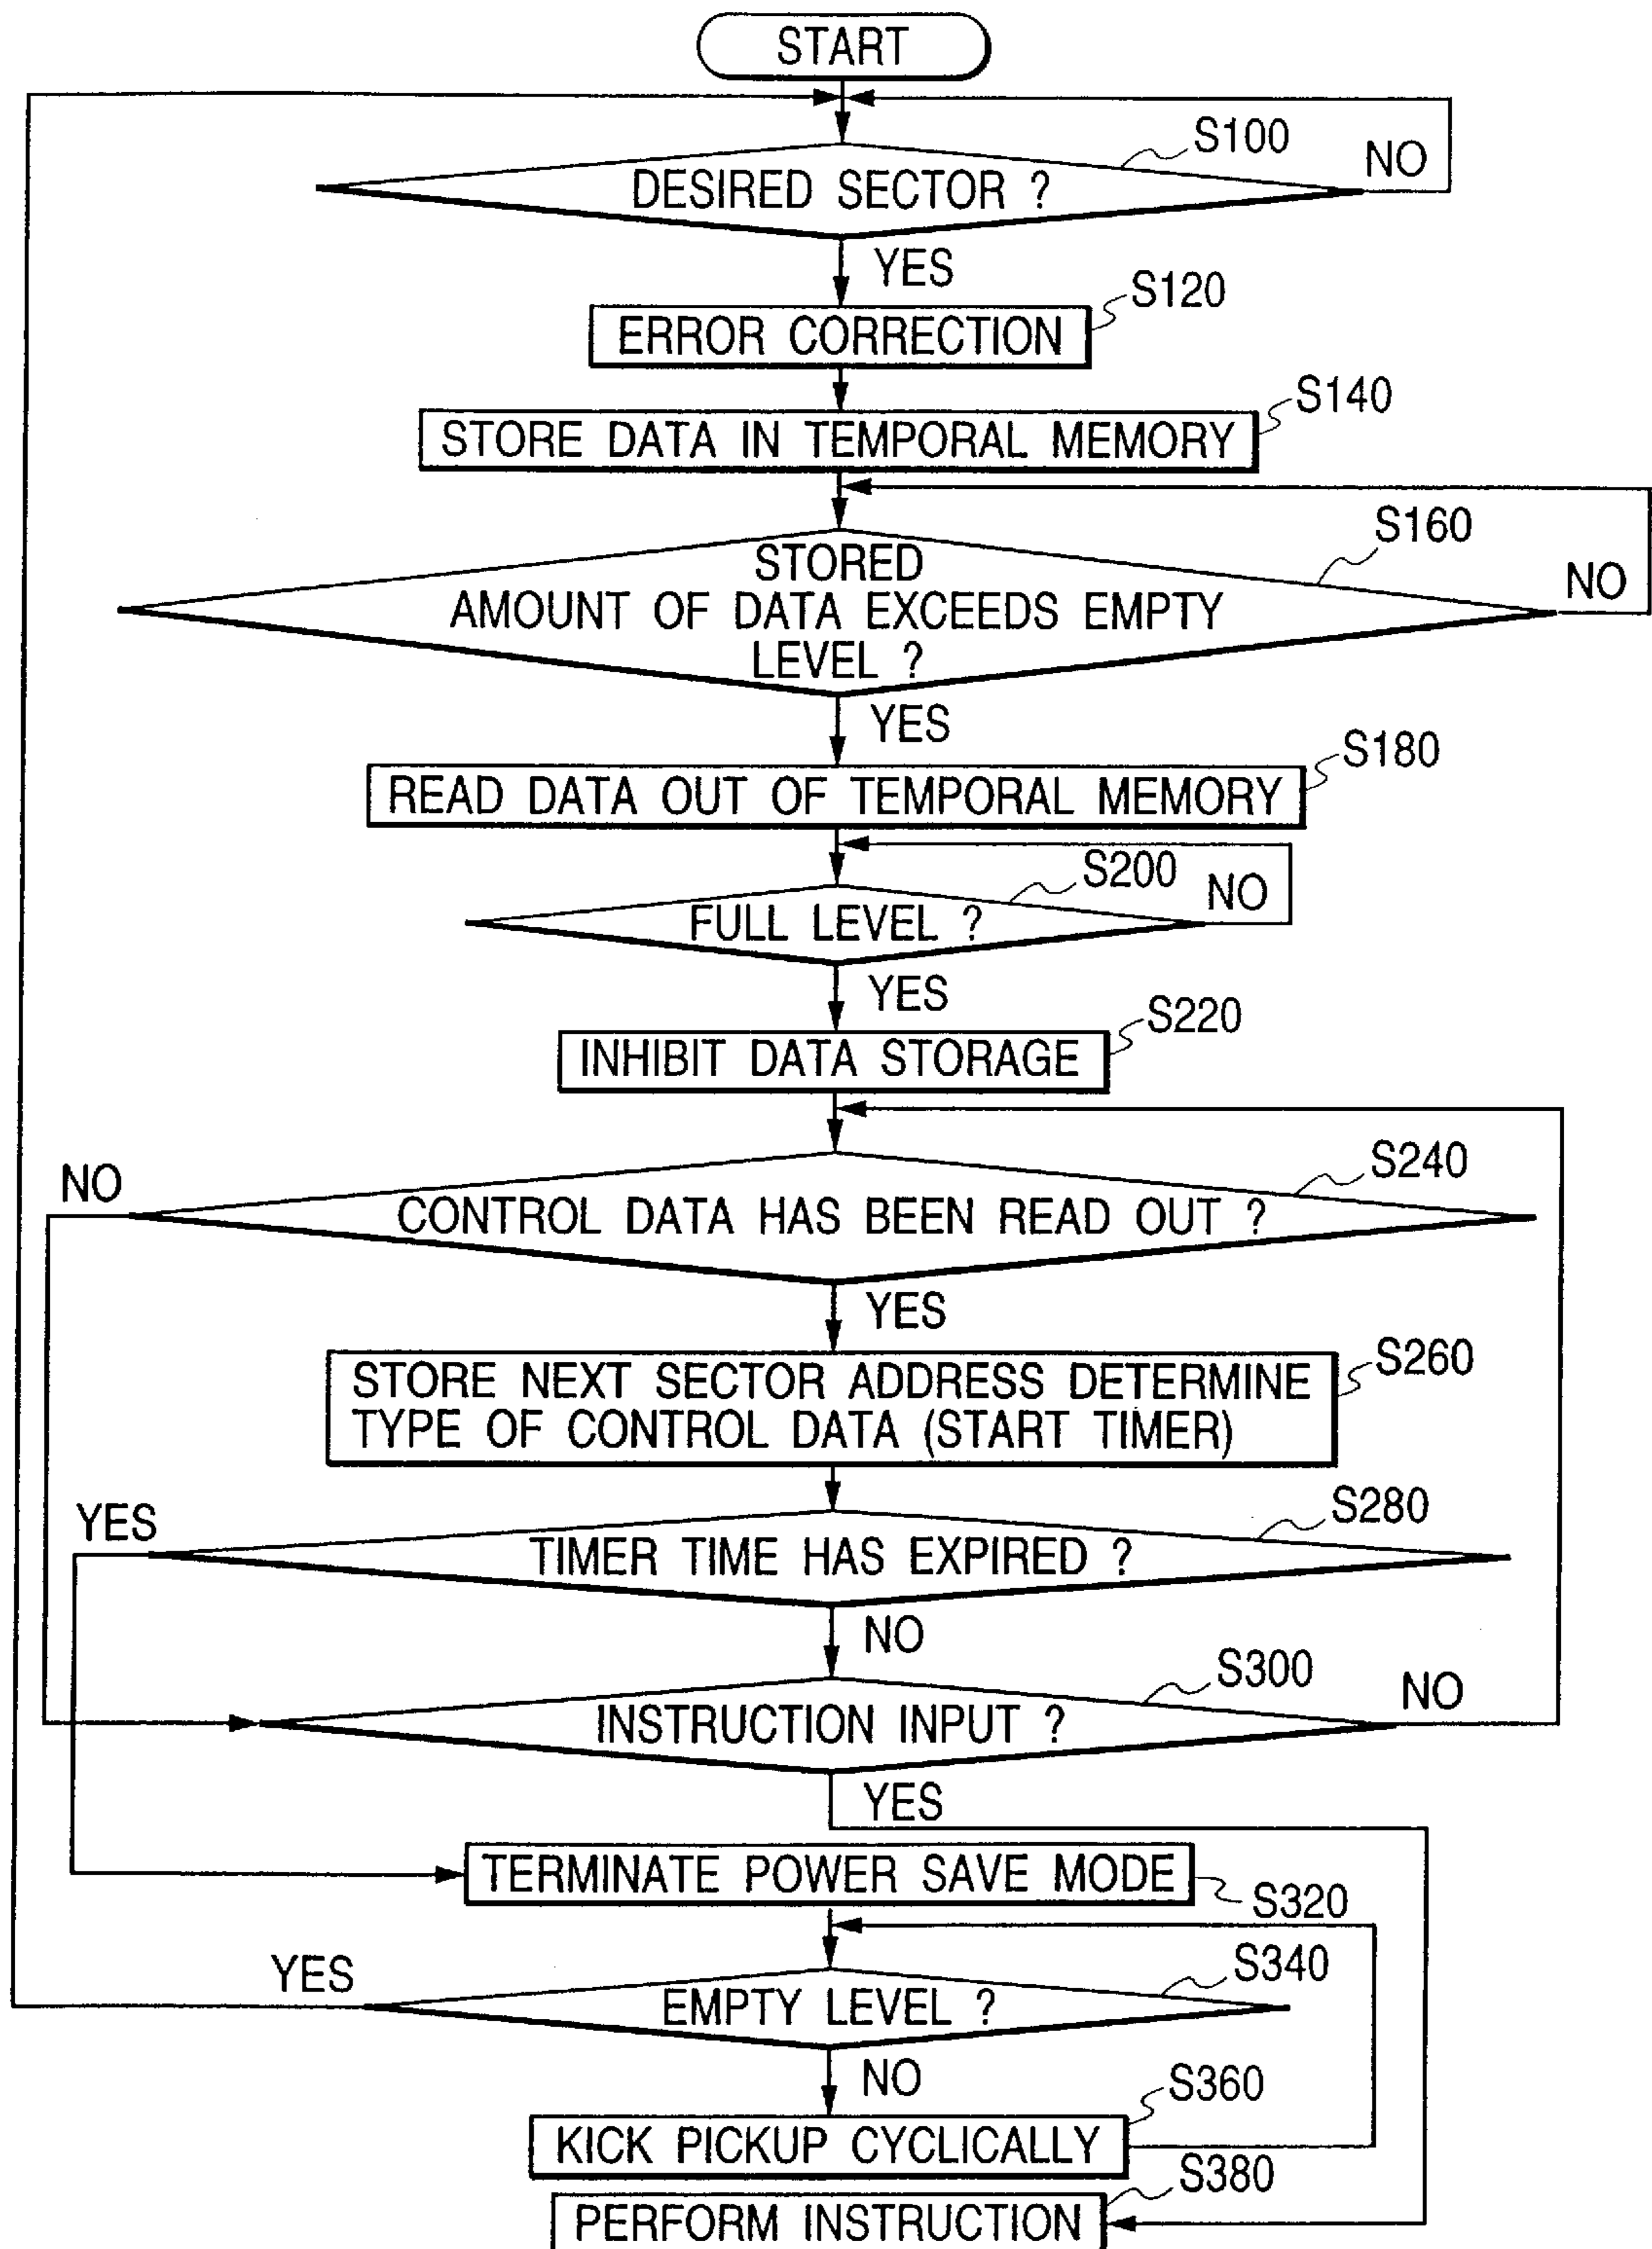 START
S100
NO
DESIRED SECTOR ?
YES
S120
ERROR CORRECTION
S140
STORE DATA IN TEMPORAL MEMORY
S160
STORED
NO
AMOUNT OF DATA EXCEEDS EMPTY
LEVEL ?
YES
S180
READ DATA OUT OF TEMPORAL MEMORY
S200
NO
FULL LEVEL ?
YES
S220
INHIBIT DATA STORAGE
NO
S240
CONTROL DATA HAS BEEN READ OUT ?
YES
S260
STORE NEXT SECTOR ADDRESS DETERMINE
TYPE OF CONTROL DATA (START TIMER)
YES
S280
TIMER TIME HAS EXPIRED ?
NO
S300
NO
INSTRUCTION INPUT ?
YES
TERMINATE POWER SAVE MODE
S320
YES
S340
EMPTY LEVEL ?
NO
S360
KICK PICKUP CYCLICALLY
S380
PERFORM INSTRUCTION